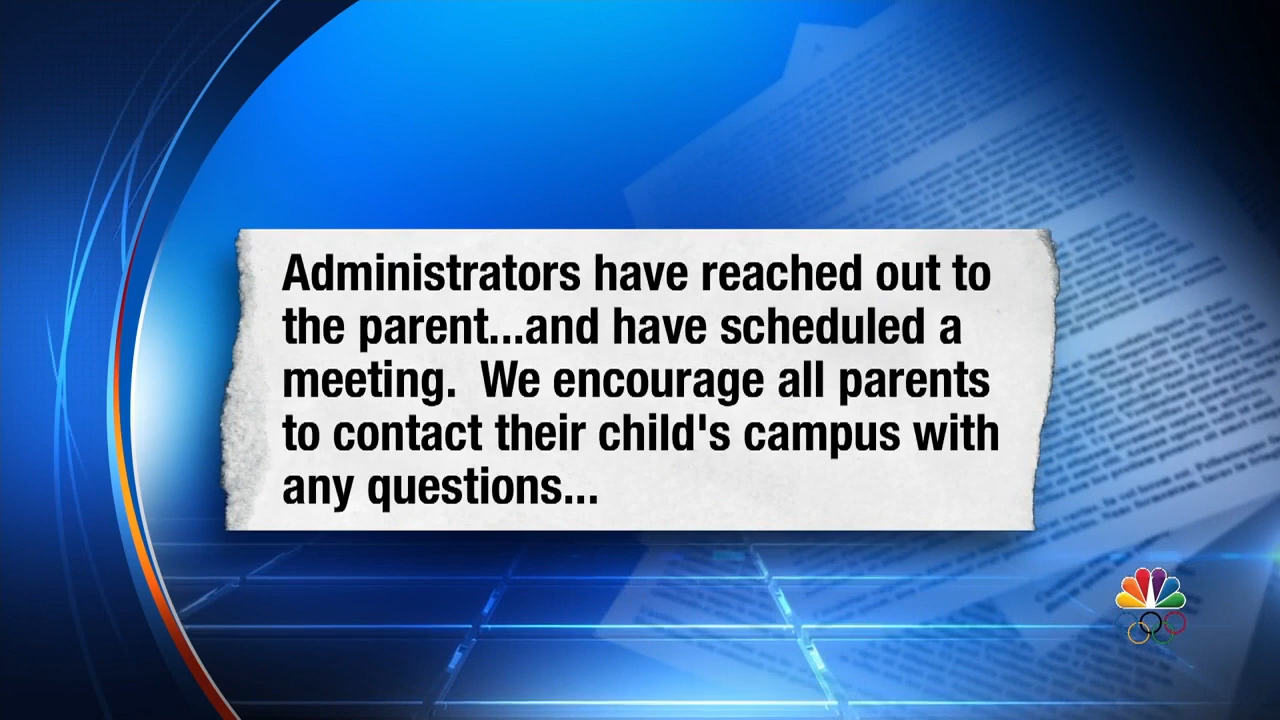 Administrators have reached out to
the parent...and have scheduled a
meeting.  We encourage all parents
to contact their child's campus with
any questions...